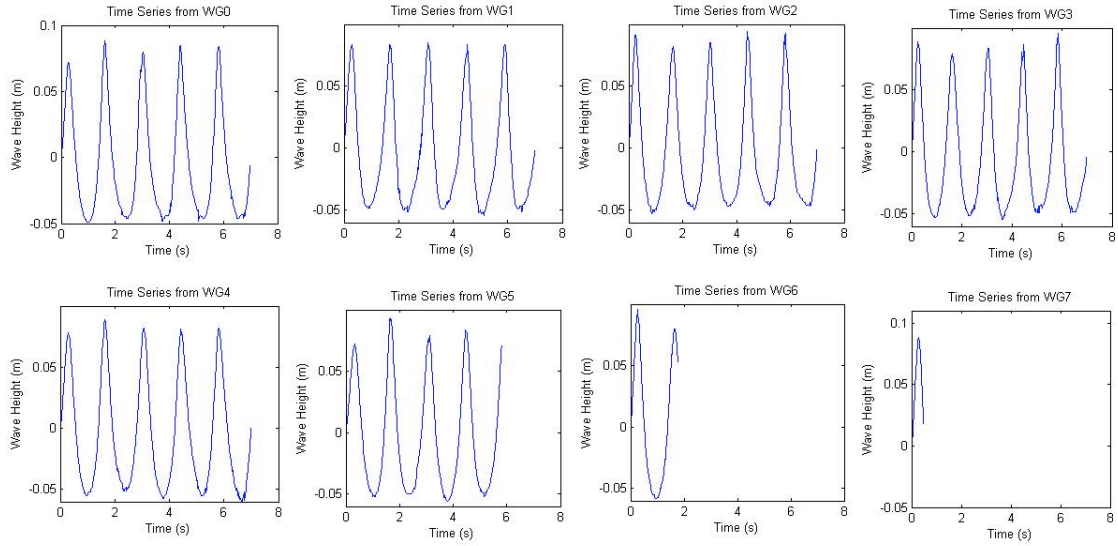 Time Series from WG0
0.1
0.05
0
-0.05
Wave Height (m)
0 2 4 6 8
Time (s)
Time Series from WG1
0.05
0
-0.05
Wave Height (m)
0 2 4 6 8
Time (s)
Time Series from WG2
0.05
0
-0.05
Wave Height (m)
0 2 4 6 8
Time (s)
Time Series from WG3
0.05
0
-0.05
Wave Height (m)
0 2 4 6 8
Time (s)
Time Series from WG4
0.05
0
-0.05
Wave Height (m)
0 2 4 6 8
Time (s)
Time Series from WG5
0.05
0
-0.05
Wave Height (m)
0 2 4 6 8
Time (s)
Time Series from WG6
0.05
0
-0.05
Wave Height (m)
0 2 4 6 8
Time (s)
Time Series from WG7
0.1
0.05
0
-0.05
Wave Height (m)
0 2 4 6 8
Time (s)